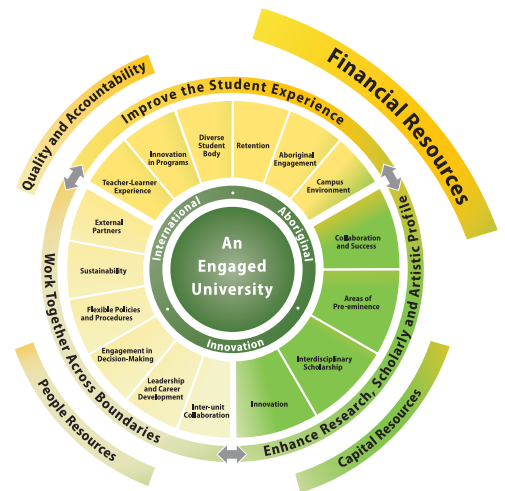 Quality and Accountability
Financial Resources
Improve the Student Experience
Teacher-Learner
Experience
Innovation
in Programs
Diverse
Student
Body
Retention
Aboriginal
Engagement
Campus
Environment
External
Partners
Sustainability
Flexible Policies
and Procedures
Engagement in
Decision-Making
Leadership
and Career
Development
Inter-unit
Collaboration
Work Together Across Boundaries
International
Aboriginal
Innovation
An
Engaged
University
Collaboration
and Success
Areas of
Pre-eminence
Interdisciplinary
Scholarship
Innovation
Enhance Research, Scholarly and Artistic Profile
People Resources
Capital Resources